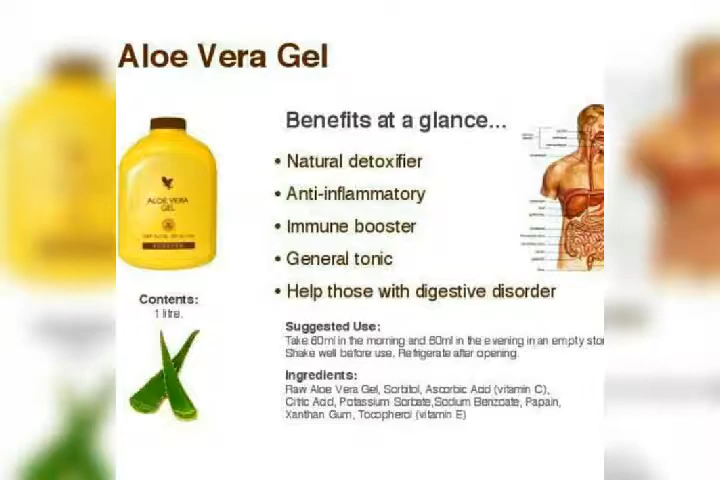 Aloe Vera Gel
Benefits at a glance...
• Natural detoxifier
• Anti-inflammatory
• Immune booster
• General tonic
• Help those with digestive disorder
ALOE VERA
GEL
FOREVER
Contents:
1 litre.
Suggested Use:
Take 60ml in the morning and 60ml in the evening in an empty sto
Shake well before use. Refrigerate after opening.
Ingredients:
Raw Aloe Vera Gel, Sorbitol, Ascorbic Acid (vitamin C),
Citric Acid, Potassium Sorbate,Sodium Benzoate, Papain,
Xanthan Gum, Tocopherol (vitamin E)